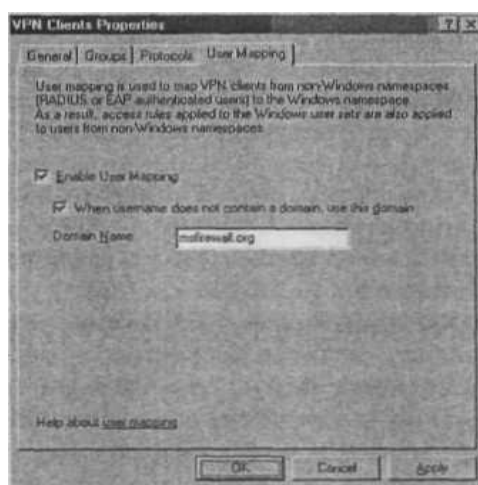 VPN Clients Properties
? X
General Groups Protocols User Mapping
User mapping is used to map VPN clients from non-Windows namespaces
(RADIUS or EAP authenticated users) to the Windows namespace.
As a result, access rules applied to the Windows user sets are also applied
to users from non-Windows namespaces.
Enable User Mapping
When username does not contain a domain, use this domain
Domain Name: msfirewall.org
Help about user mapping
OK Cancel Apply